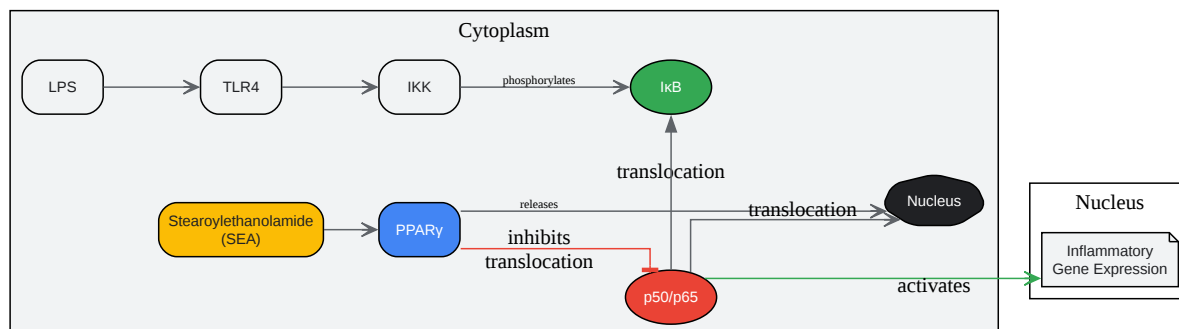 Cytoplasm
LPS
TLR4
IKK
phosphorylates
IκB
translocation
Stearoylethanolamide
(SEA)
PPARγ
releases
inhibits
translocation
translocation
Nucleus
p50/p65
activates
Nucleus
Inflammatory
Gene Expression